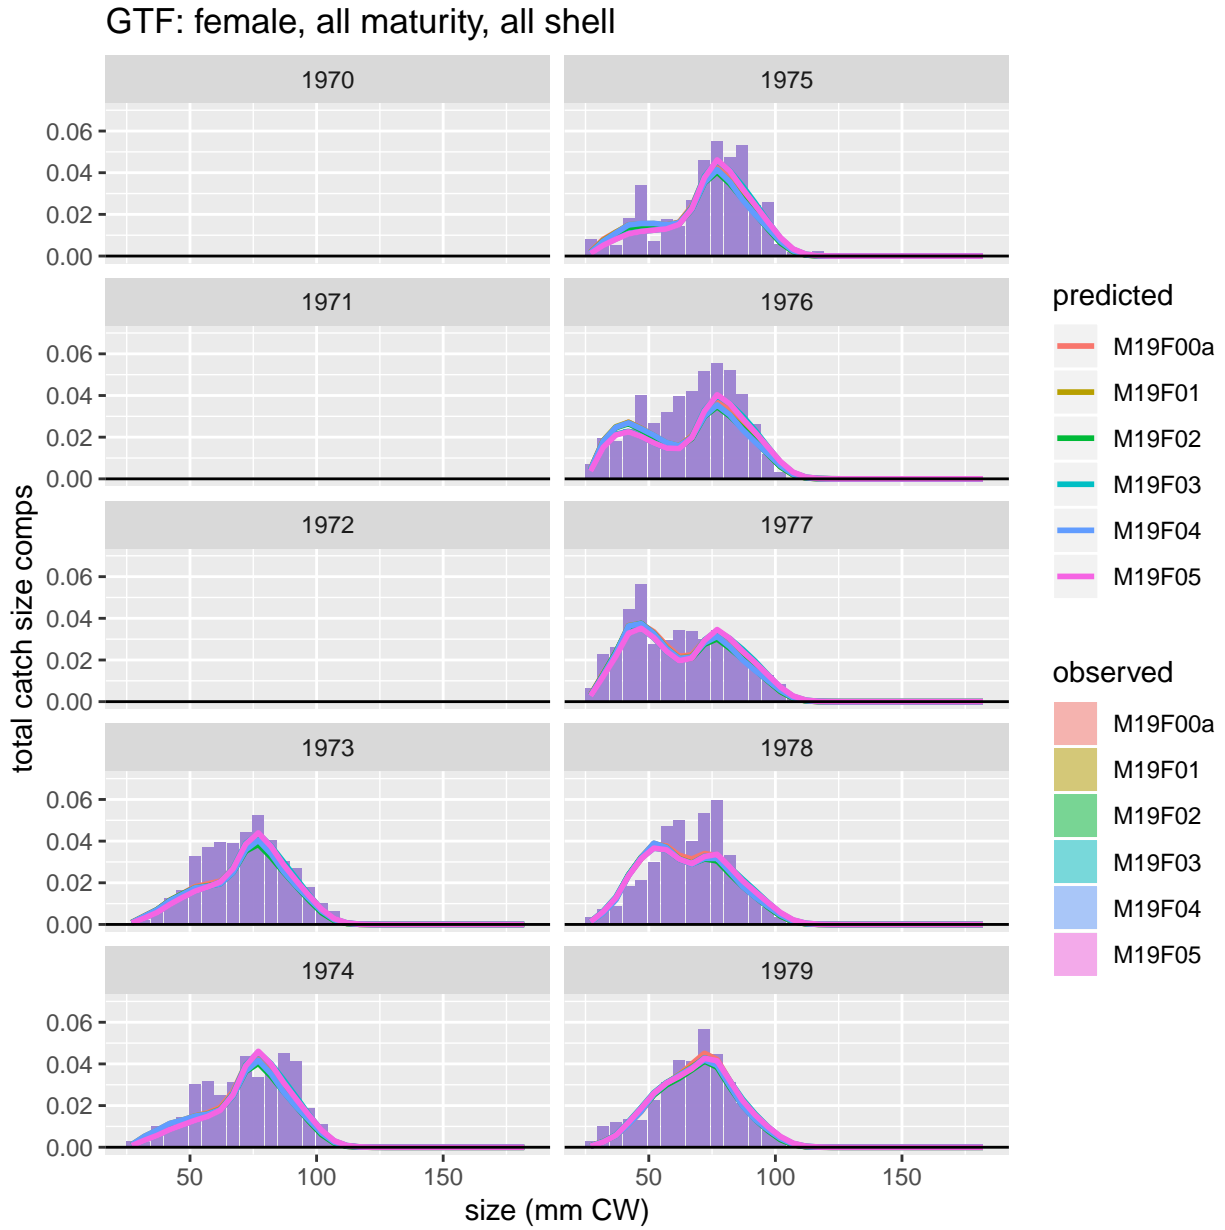 GTF: female, all maturity, all shell
1970
1975
0.06
0.04
0.02
0.00
1971
1976
0.06
0.04
0.02
0.00
1972
1977
0.06
0.04
0.02
0.00
1973
1978
0.06
0.04
0.02
0.00
1974
1979
0.06
0.04
0.02
0.00
50
100
150
50
100
150
size (mm CW)
total catch size comps
predicted
M19F00a
M19F01
M19F02
M19F03
M19F04
M19F05
observed
M19F00a
M19F01
M19F02
M19F03
M19F04
M19F05